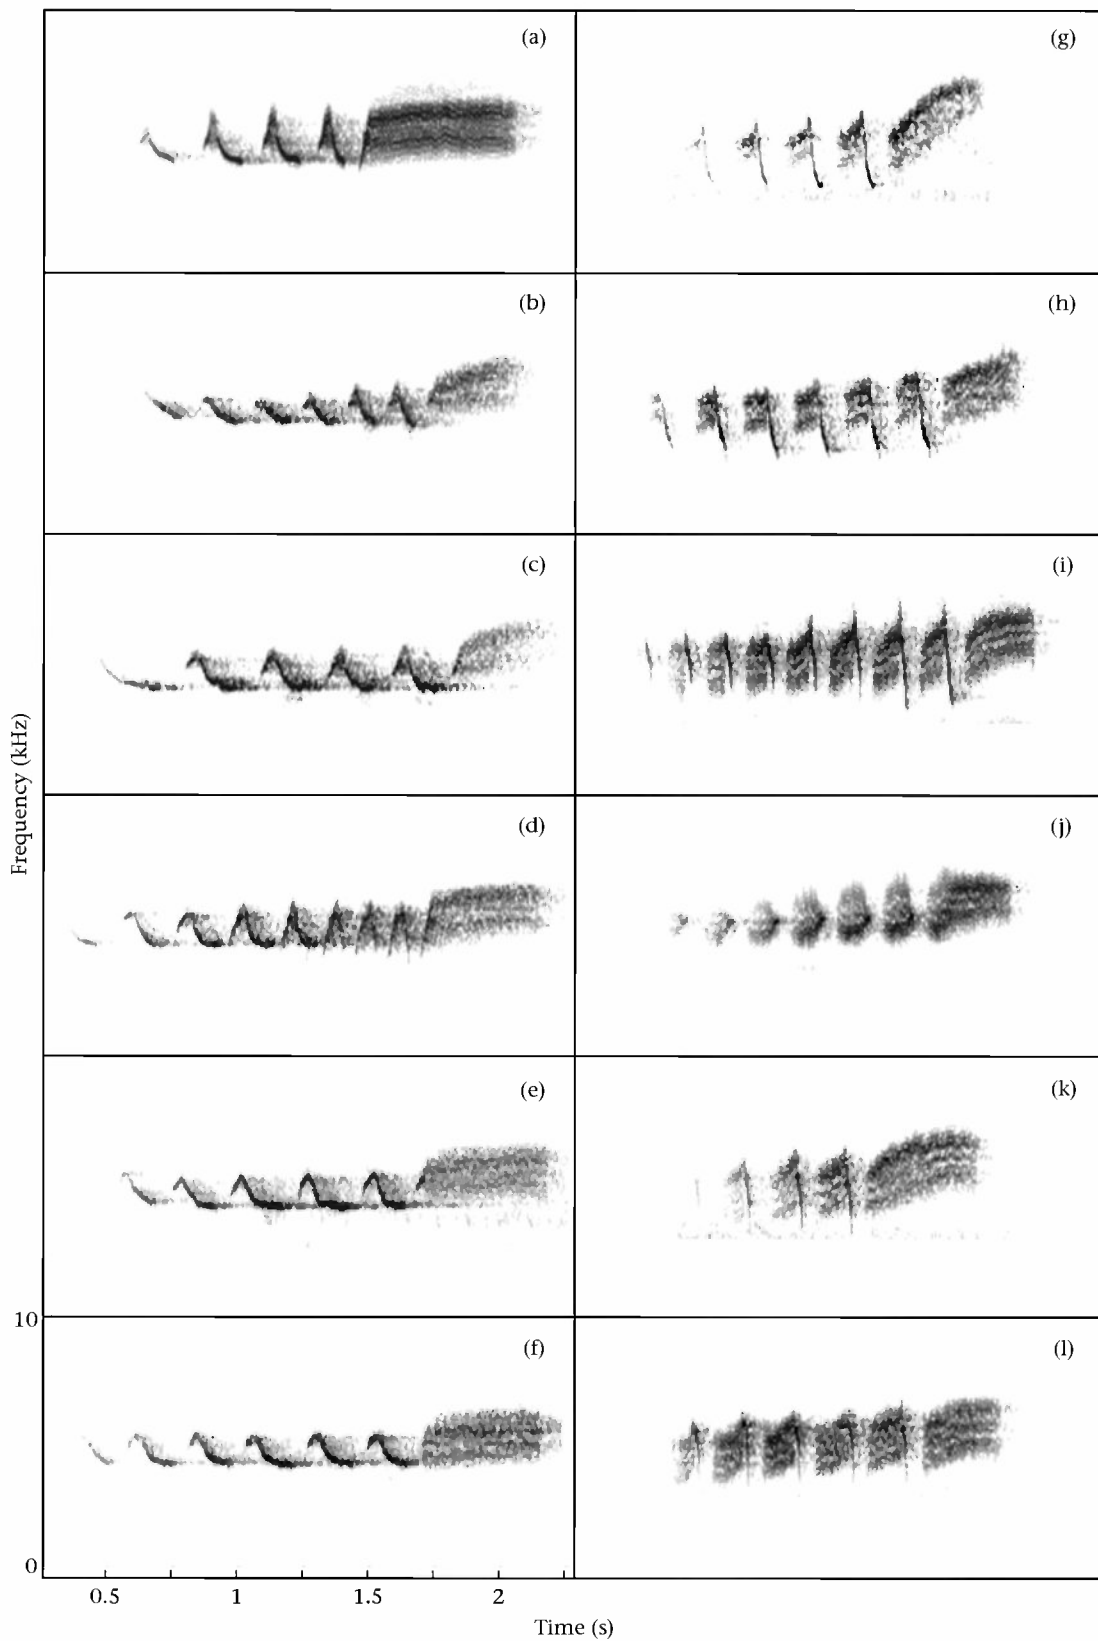 (a)
(g)
(b)
(h)
(c)
(i)
(d)
(j)
(e)
(k)
(f)
(l)
Frequency (kHz)
10
0
0.5 1 1.5 2
Time (s)